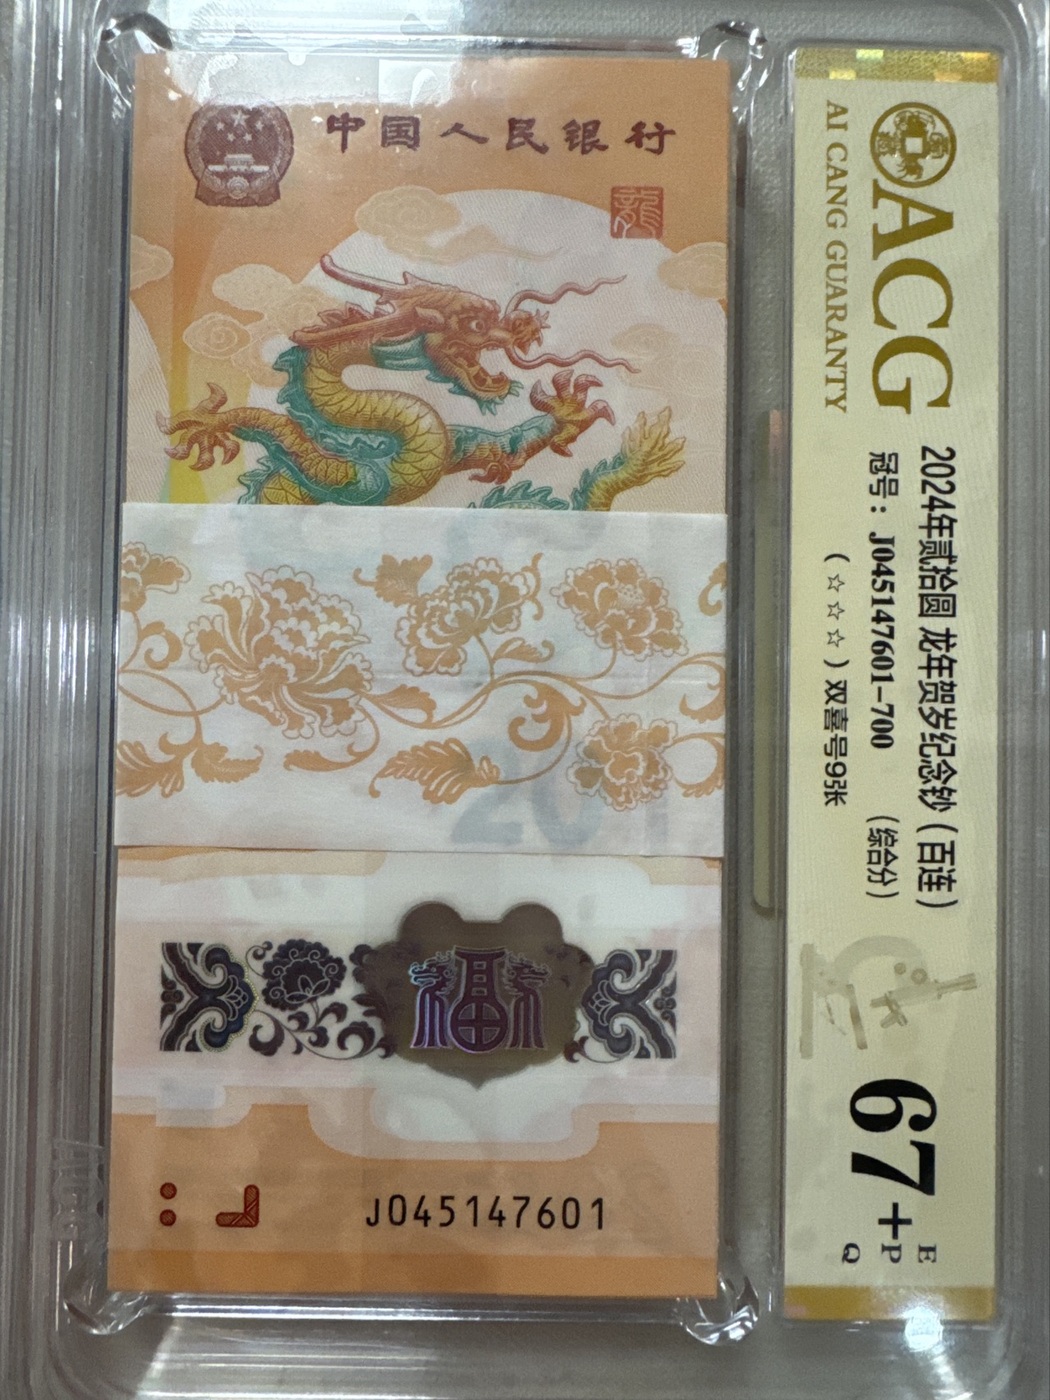 中国人民银行
龍
福
J045147601
ACG
AI CANG GUARANTY
2024年贰拾圆 龙年贺岁纪念钞（百连）
冠号：J045147601-700 （综合分）
（☆☆☆）双喜号9张
67+
E
P
Q
20